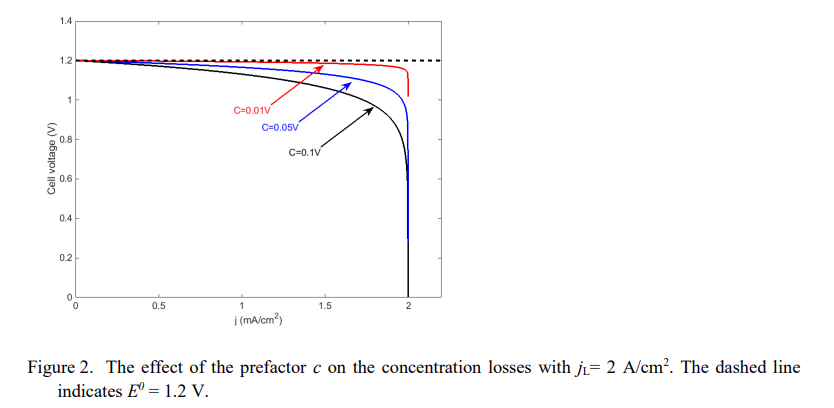 1.4
1.2
1
0.8
0.6
0.4
0.2
0
Cell voltage (V)
C=0.01V
C=0.05V
C=0.1V
0
0.5
1
1.5
2
j (mA/cm²)
Figure 2. The effect of the prefactor c on the concentration losses with jL= 2 A/cm². The dashed line
indicates E⁰ = 1.2 V.